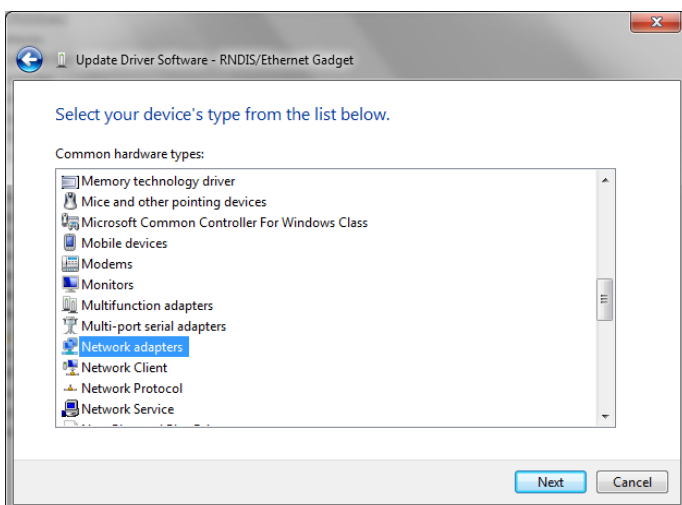 Update Driver Software - RNDIS/Ethernet Gadget
Select your device's type from the list below.
Common hardware types:
Memory technology driver
Mice and other pointing devices
Microsoft Common Controller For Windows Class
Mobile devices
Modems
Monitors
Multifunction adapters
Multi-port serial adapters
Network adapters
Network Client
Network Protocol
Network Service
Next Cancel